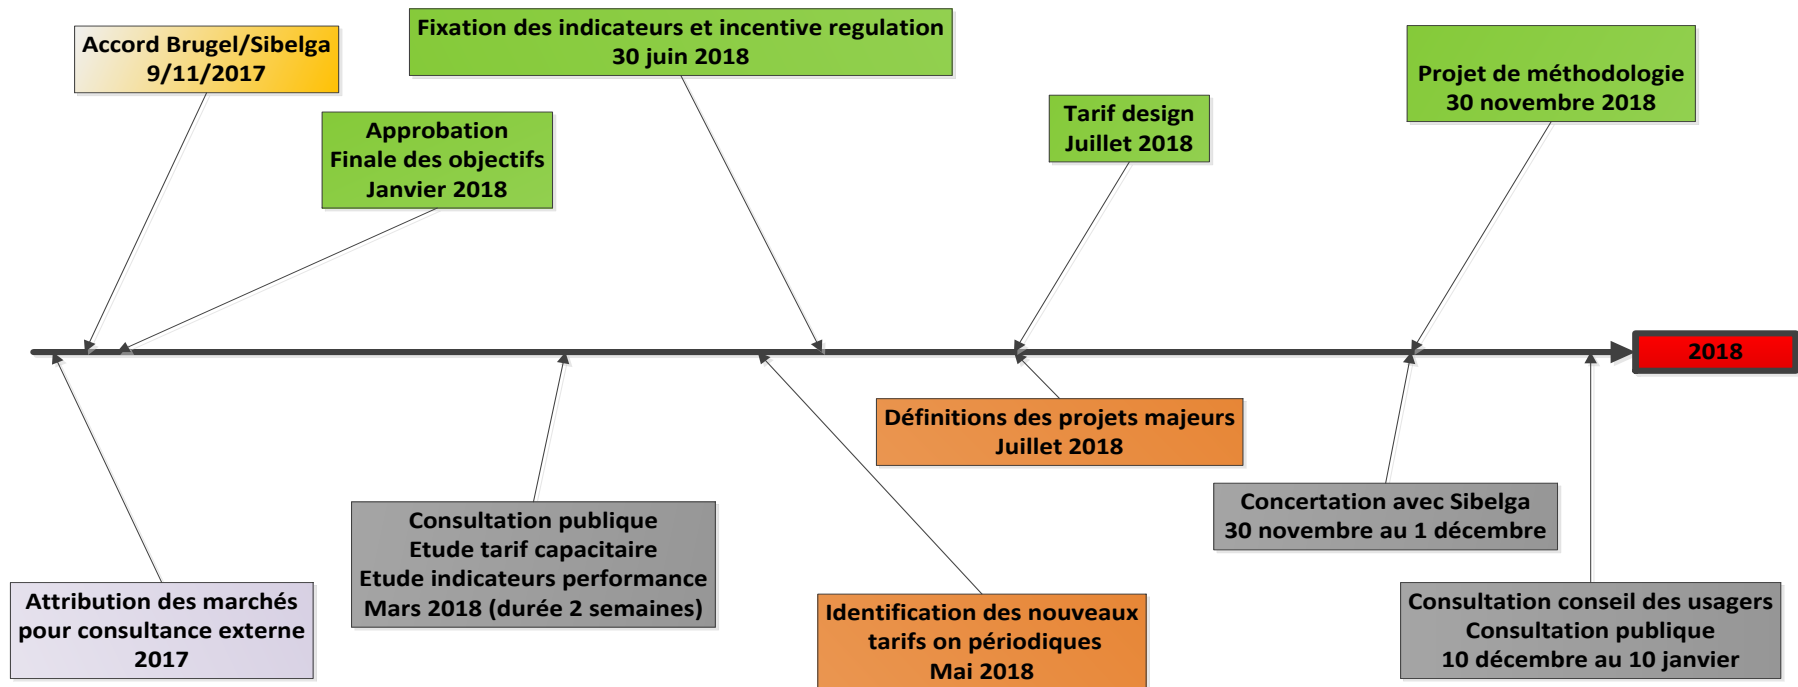 Accord Brugel/Sibelga
9/11/2017
Fixation des indicateurs et incentive regulation
30 juin 2018
Projet de méthodologie
30 novembre 2018
Approbation
Finale des objectifs
Janvier 2018
Tarif design
Juillet 2018
2018
Définitions des projets majeurs
Juillet 2018
Consultation publique
Etude tarif capacitaire
Etude indicateurs performance
Mars 2018 (durée 2 semaines)
Concertation avec Sibelga
30 novembre au 1 décembre
Attribution des marchés
pour consultance externe
2017
Identification des nouveaux
tarifs on périodiques
Mai 2018
Consultation conseil des usagers
Consultation publique
10 décembre au 10 janvier